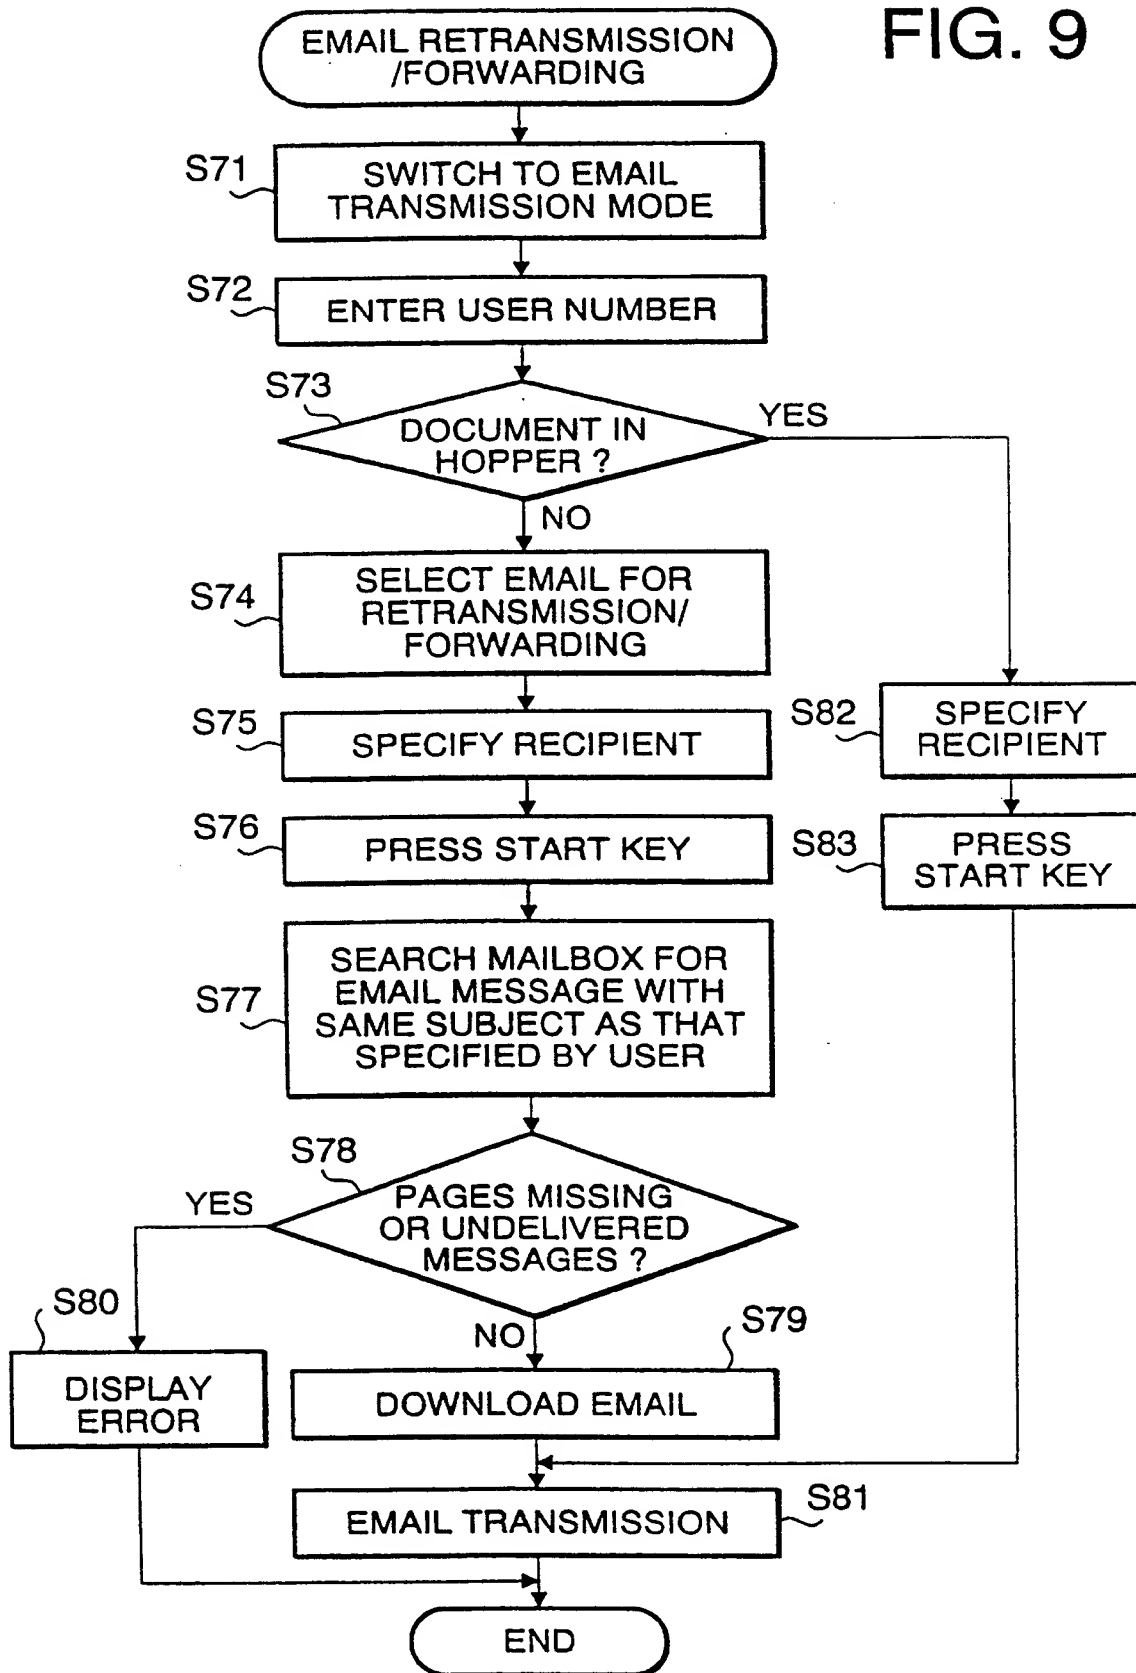 FIG. 9
EMAIL RETRANSMISSION
/FORWARDING
S71
SWITCH TO EMAIL
TRANSMISSION MODE
S72
ENTER USER NUMBER
S73
DOCUMENT IN
HOPPER ?
YES
NO
S74
SELECT EMAIL FOR
RETRANSMISSION/
FORWARDING
S75
SPECIFY RECIPIENT
S82
SPECIFY
RECIPIENT
S76
PRESS START KEY
S83
PRESS
START KEY
S77
SEARCH MAILBOX FOR
EMAIL MESSAGE WITH
SAME SUBJECT AS THAT
SPECIFIED BY USER
S78
PAGES MISSING
OR UNDELIVERED
MESSAGES ?
YES
NO
S80
DISPLAY
ERROR
S79
DOWNLOAD EMAIL
EMAIL TRANSMISSION
S81
END